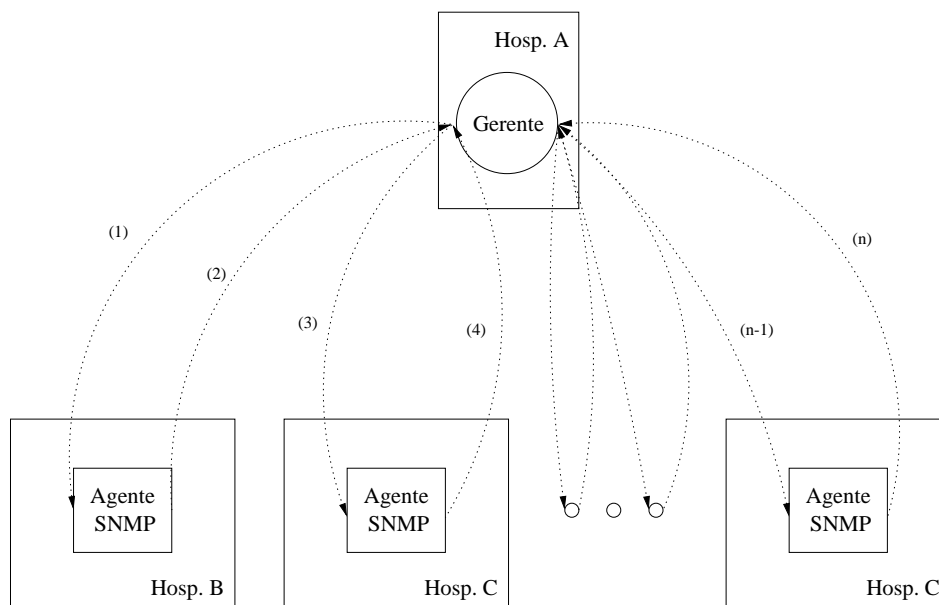 Hosp. A
Gerente
(1)
(2)
(3)
(4)
(n-1)
(n)
Agente
SNMP
Hosp. B
Agente
SNMP
Hosp. C
Agente
SNMP
Hosp. C